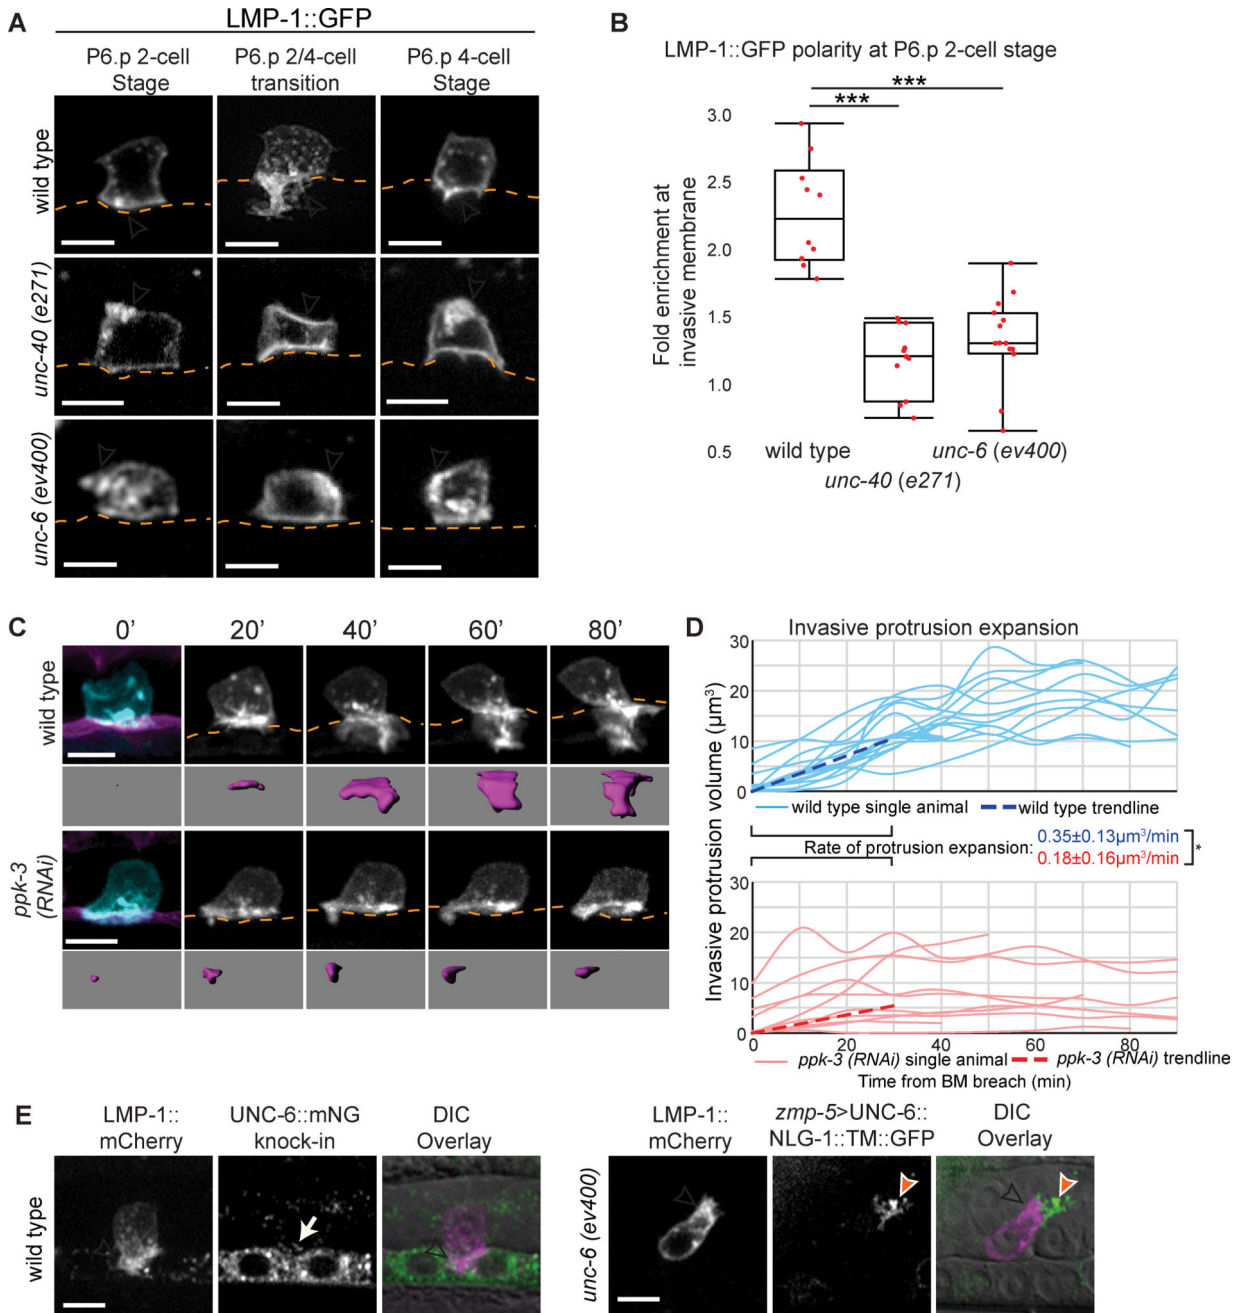 A
LMP-1::GFP
P6.p 2-cell
Stage
P6.p 2/4-cell
transition
P6.p 4-cell
Stage
wild type
unc-40 (e271)
unc-6 (ev400)
B
LMP-1::GFP polarity at P6.p 2-cell stage
***
***
Fold enrichment at
invasive membrane
3.0
2.5
2.0
1.5
1.0
0.5
wild type
unc-40 (e271)
unc-6 (ev400)
C
0’ 20’ 40’ 60’ 80’
wild type
ppk-3
(RNAi)
D
Invasive protrusion expansion
Invasive protrusion volume (µm³)
30
20
10
0
wild type single animal
wild type trendline
Rate of protrusion expansion:
0.35±0.13µm³/min
0.18±0.16µm³/min
*
30
20
10
0
0 20 40 60 80
ppk-3 (RNAi) single animal
ppk-3 (RNAi) trendline
Time from BM breach (min)
E
LMP-1::
mCherry
UNC-6::mNG
knock-in
DIC
Overlay
wild type
LMP-1::
mCherry
zmp-5>UNC-6::
NLG-1::TM::GFP
DIC
Overlay
unc-6 (ev400)